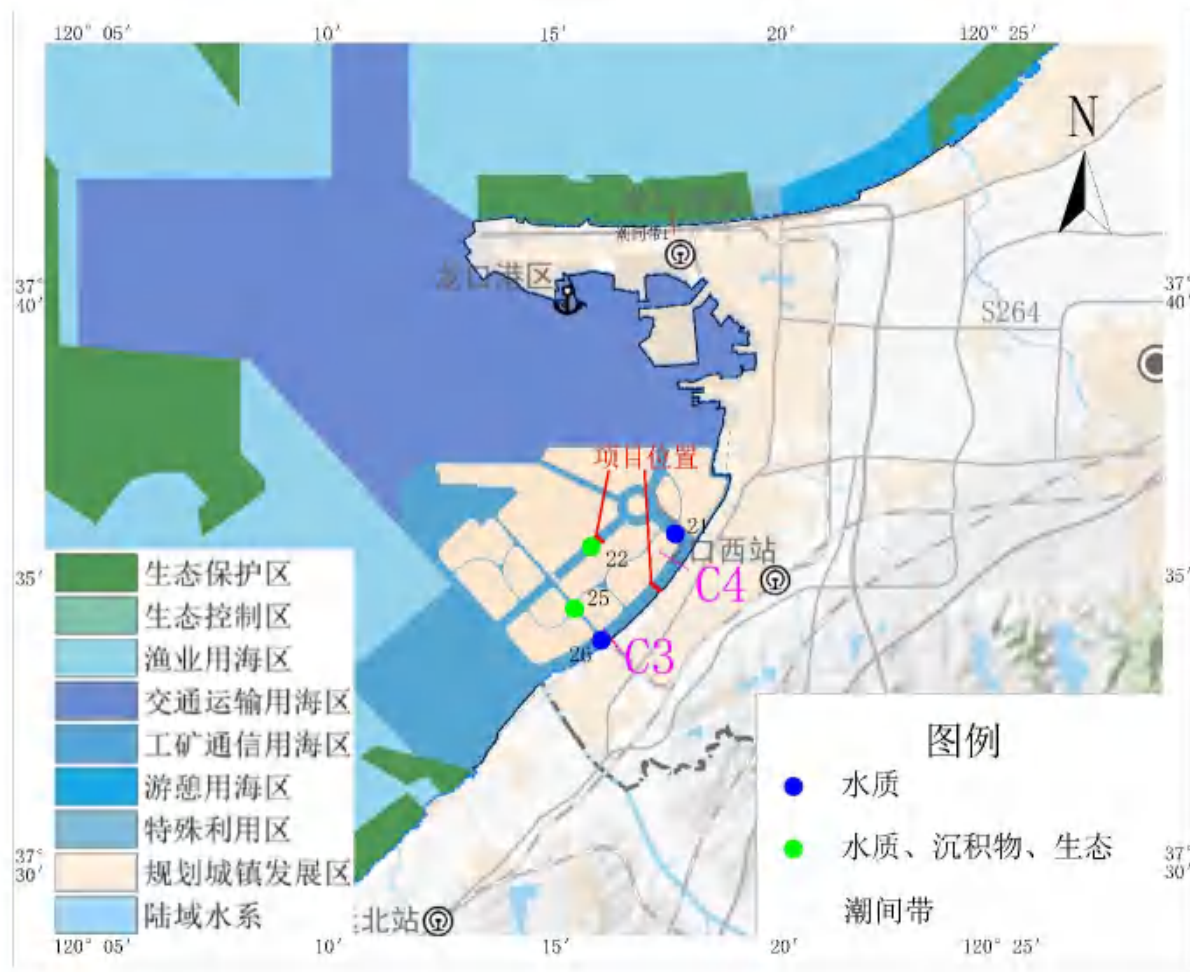 120° 05′ 10′ 15′ 20′ 120° 25′
N
潮间带1
龙口港区
37°
40′
37°
40′
S264
项目位置
21
22
口西站
35′
35′
C4
25
26
C3
生态保护区
生态控制区
渔业用海区
交通运输用海区
工矿通信用海区
游憩用海区
特殊利用区
规划城镇发展区
陆域水系
图例
水质
水质、沉积物、生态
潮间带
37°
30′
37°
30′
北站
120° 05′ 10′ 15′ 20′ 120° 25′